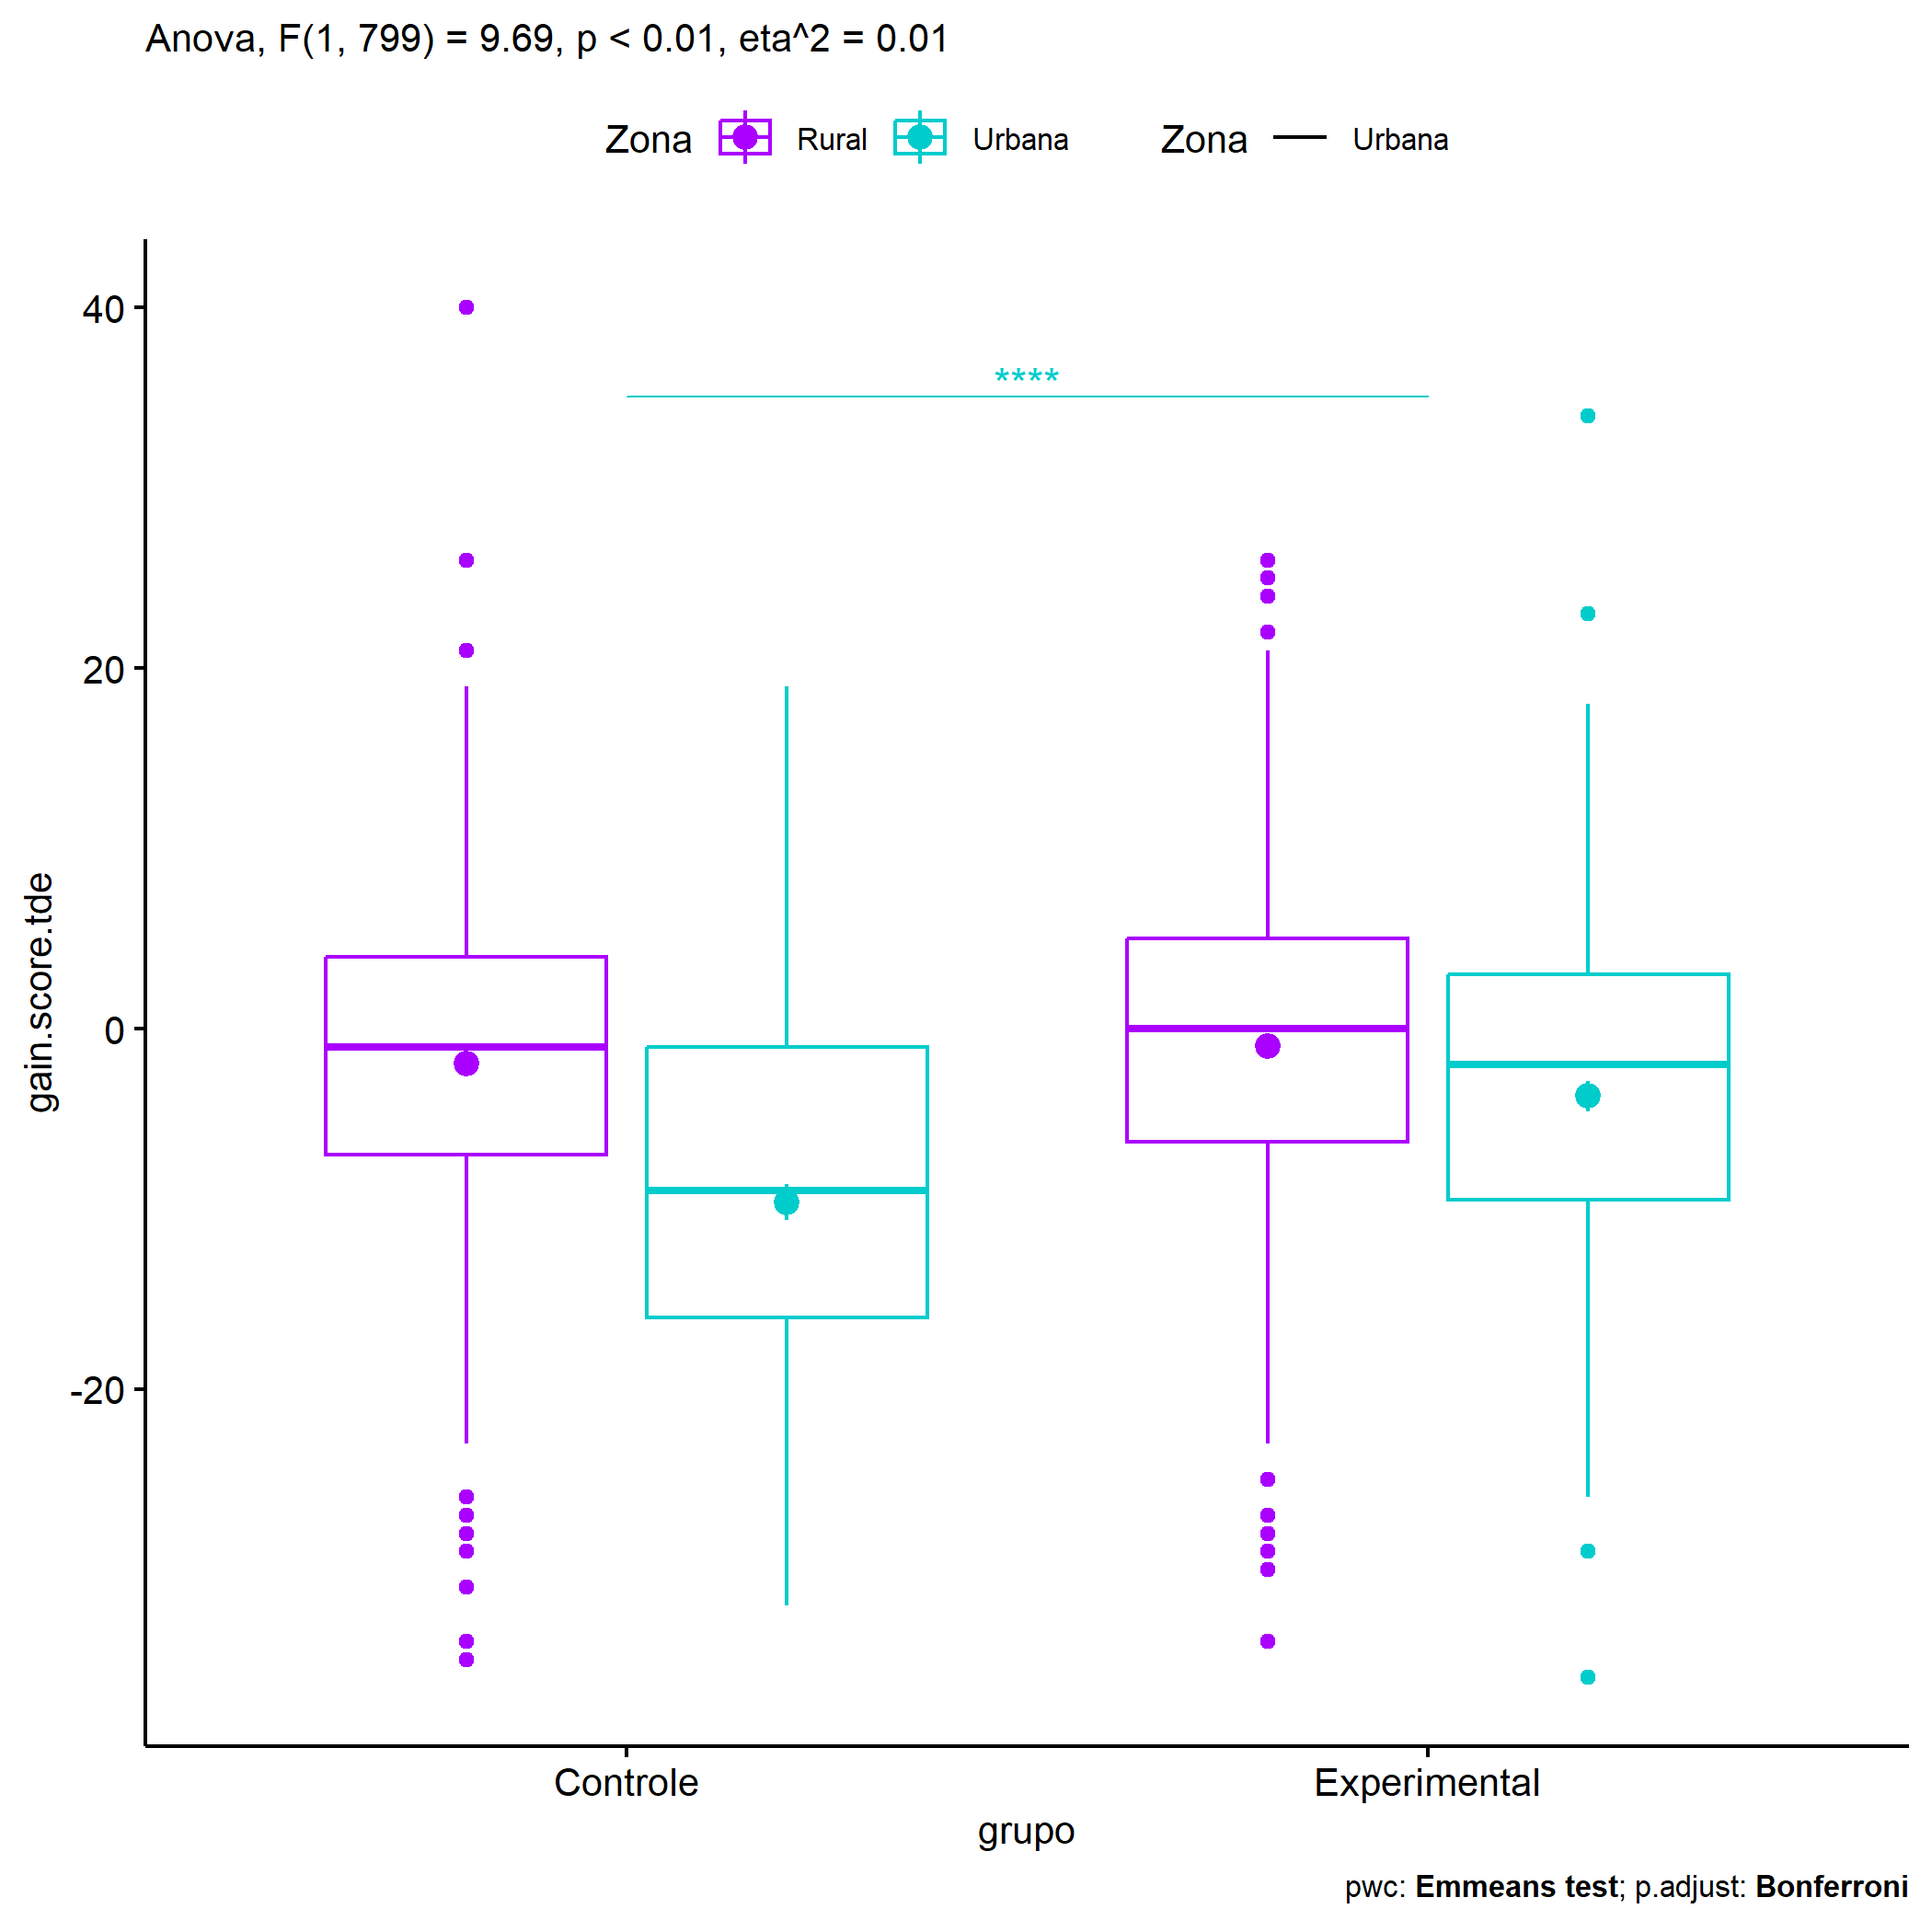 Anova, F(1, 799) = 9.69, p < 0.01, eta^2 = 0.01
Zona Rural Urbana Zona Urbana
40
****
20
0
-20
gain.score.tde
Controle Experimental
grupo
pwc: Emmeans test; p.adjust: Bonferroni